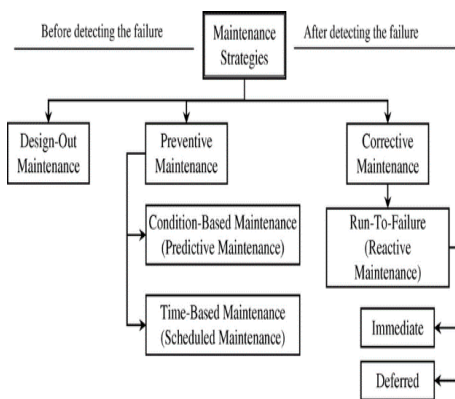 Before detecting the failure
Maintenance
Strategies
After detecting the failure
Design-Out
Maintenance
Preventive
Maintenance
Corrective
Maintenance
Condition-Based Maintenance
(Predictive Maintenance)
Run-To-Failure
(Reactive
Maintenance)
Time-Based Maintenance
(Scheduled Maintenance)
Immediate
Deferred